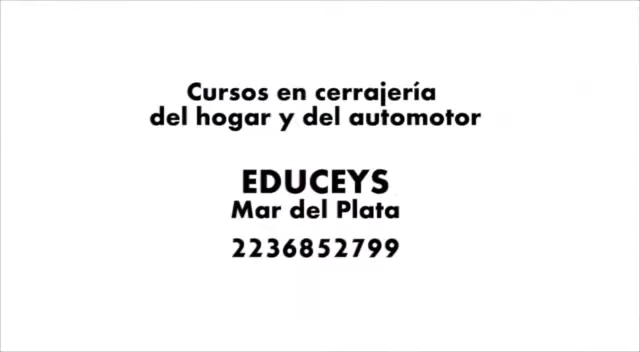 Cursos en cerrajería
del hogar y del automotor
EDUCEYS
Mar del Plata
2236852799